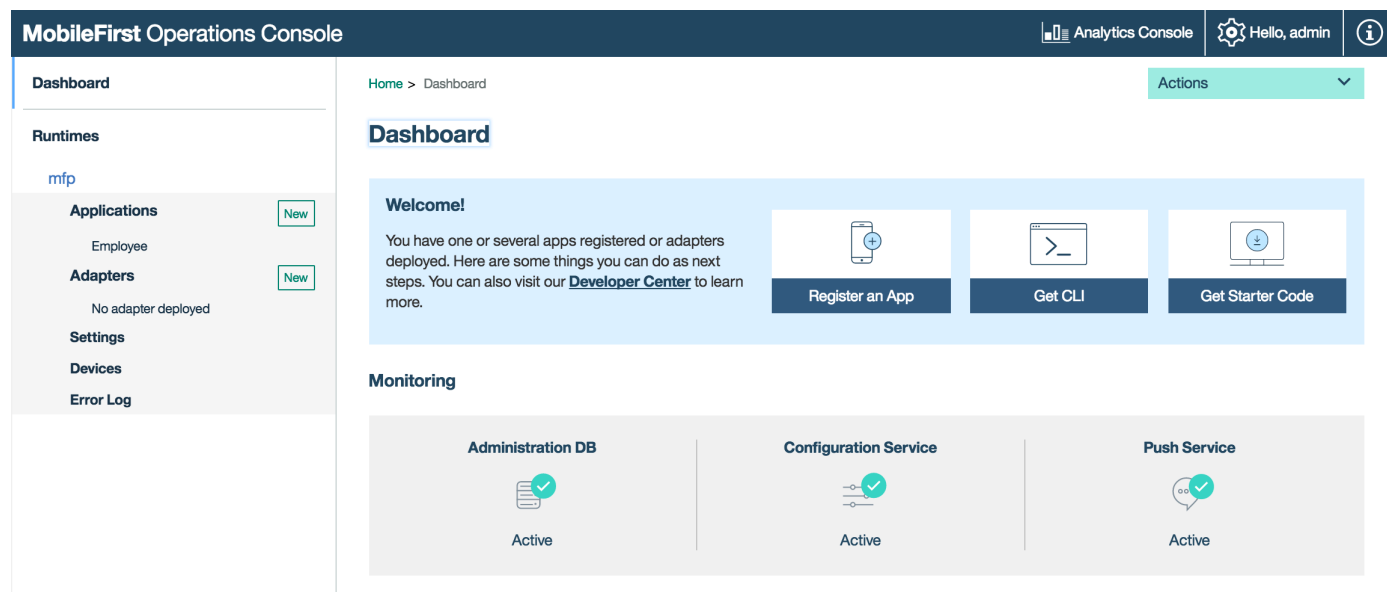 MobileFirst Operations Console
Analytics Console
Hello, admin
Dashboard
Runtimes
mfp
Applications
New
Employee
Adapters
New
No adapter deployed
Settings
Devices
Error Log
Home > Dashboard
Actions
Dashboard
Welcome!
You have one or several apps registered or adapters
deployed. Here are some things you can do as next
steps. You can also visit our Developer Center to learn
more.
Register an App
Get CLI
Get Starter Code
Monitoring
Administration DB
Active
Configuration Service
Active
Push Service
Active